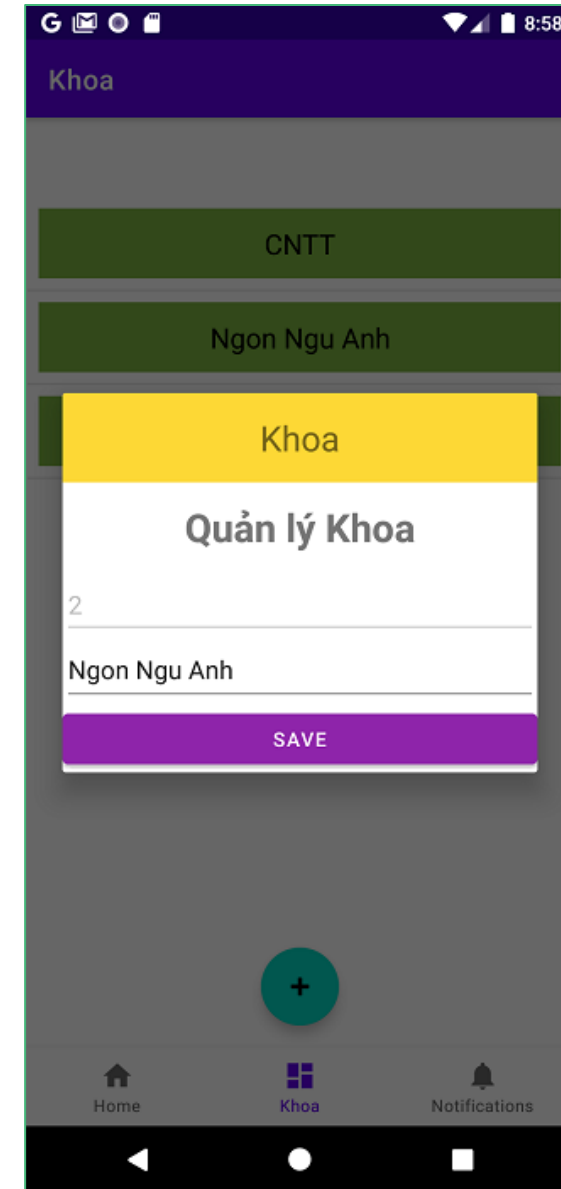 8:58
Khoa
CNTT
Ngon Ngu Anh
Khoa
Quản lý Khoa
2
Ngon Ngu Anh
SAVE
Home
Khoa
Notifications